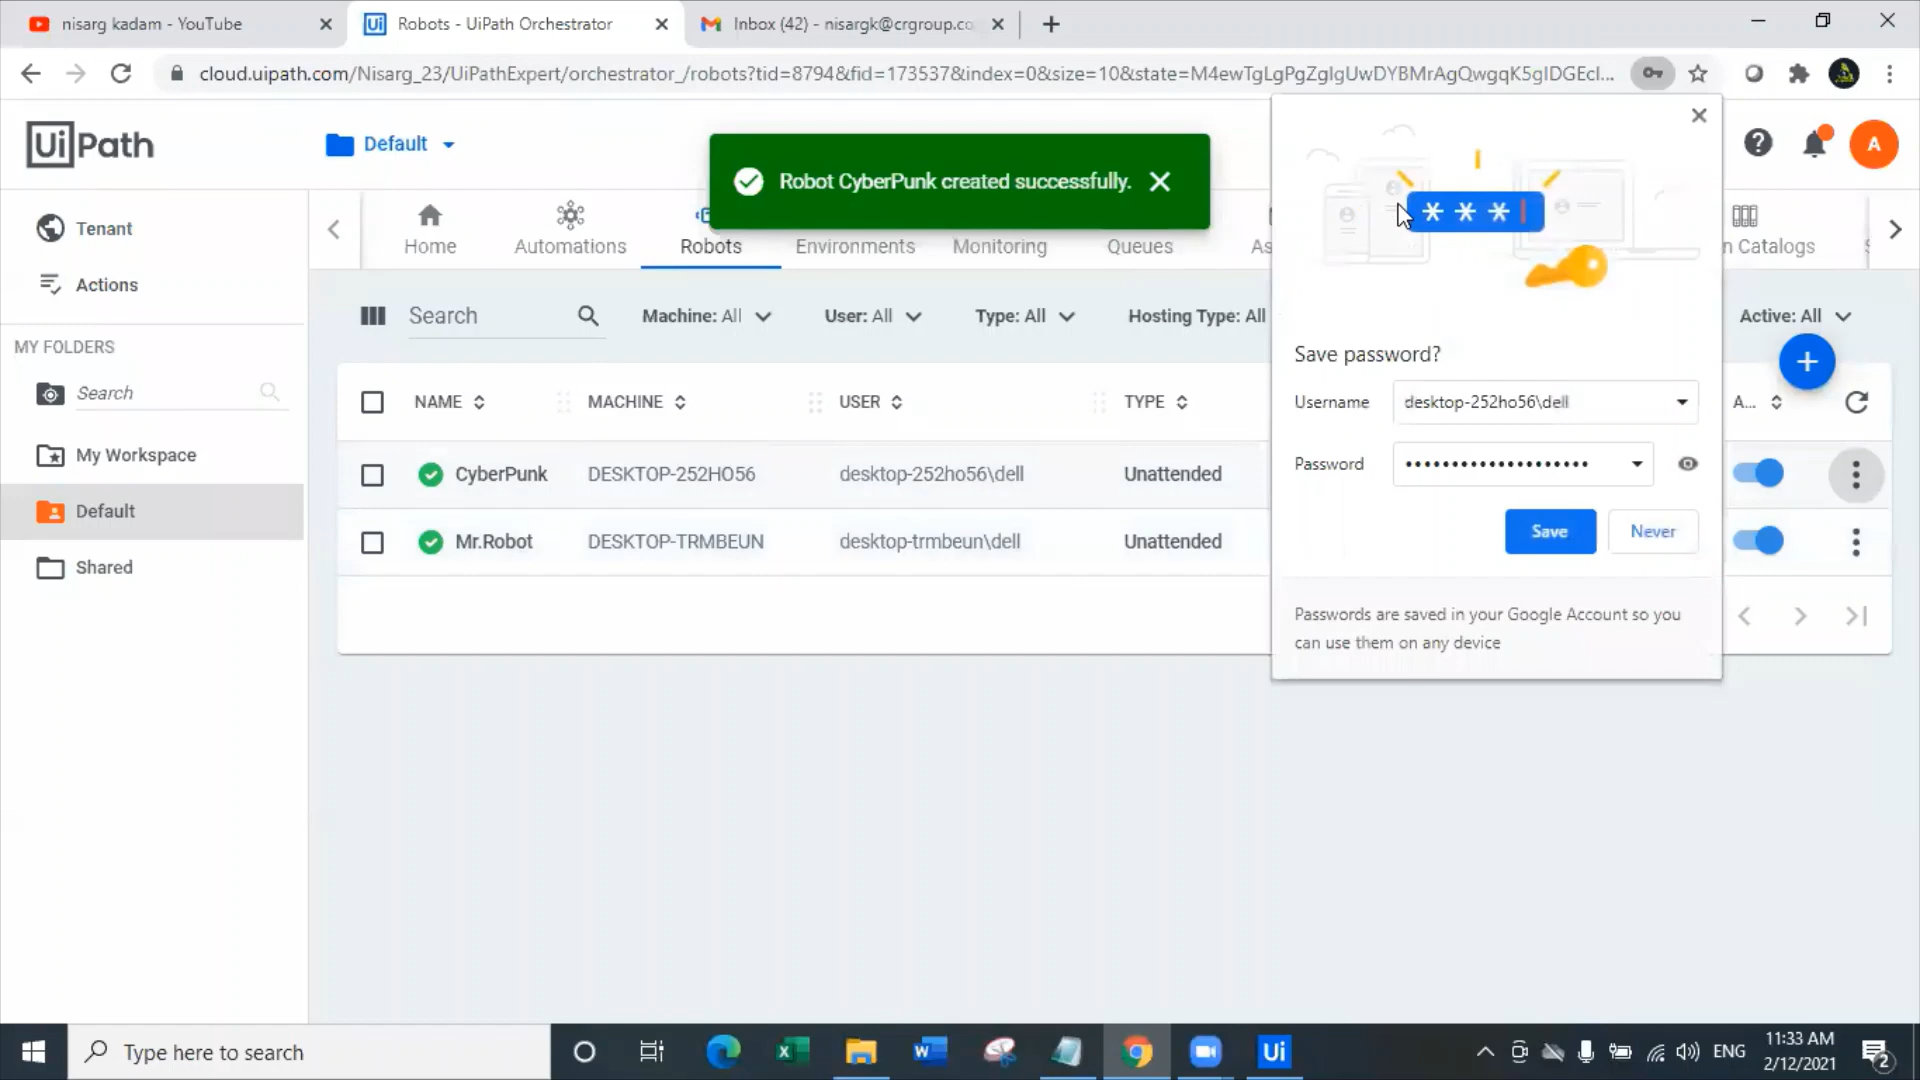 nisarg kadam - YouTube
Robots - UiPath Orchestrator
Inbox (42) - nisargk@crgroup.co
cloud.uipath.com/Nisarg_23/UiPathExpert/orchestrator_/robots?tid=8794&fid=173537&index=0&size=10&state=M4ewTgLgPgZglgUwDYBMrAgQwgqK5gIDGEcI...
UiPath
Default
Robot CyberPunk created successfully.
A
Tenant
Actions
MY FOLDERS
Search
My Workspace
Default
Shared
Home
Automations
Robots
Environments
Monitoring
Queues
As
n Catalogs
Search
Machine: All
User: All
Type: All
Hosting Type: All
Active: All
NAME
MACHINE
USER
TYPE
A...
CyberPunk
DESKTOP-252HO56
desktop-252ho56\dell
Unattended
Mr.Robot
DESKTOP-TRMBEUN
desktop-trmbeun\dell
Unattended
Save password?
Username
desktop-252ho56\dell
Password
••••••••••••••••••••
Save
Never
Passwords are saved in your Google Account so you
can use them on any device
Type here to search
ENG
11:33 AM
2/12/2021
2